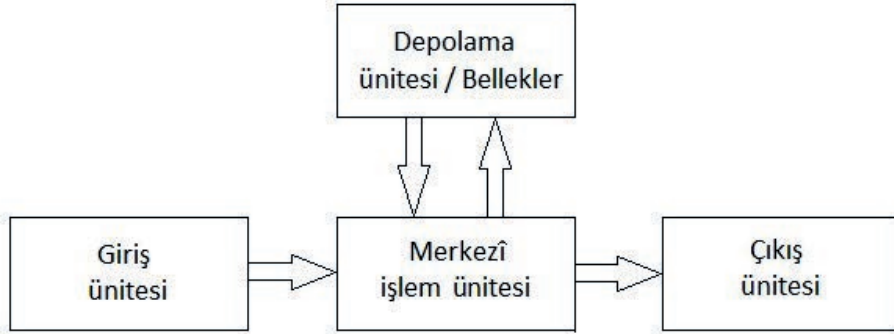 Depolama
ünitesi / Bellekler
Giriş
ünitesi
Merkezî
işlem ünitesi
Çıkış
ünitesi